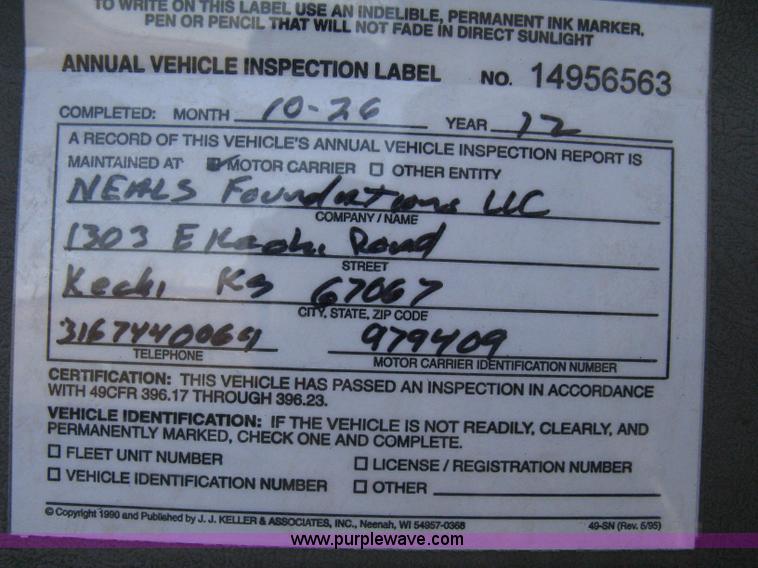 TO WRITE ON THIS LABEL USE AN INDELIBLE, PERMANENT INK MARKER,
PEN OR PENCIL THAT WILL NOT FADE IN DIRECT SUNLIGHT
ANNUAL VEHICLE INSPECTION LABEL NO. 14956563
COMPLETED: MONTH 10-26 YEAR 12
A RECORD OF THIS VEHICLE'S ANNUAL VEHICLE INSPECTION REPORT IS
MAINTAINED AT MOTOR CARRIER OTHER ENTITY
NEALS Foundations LLC
COMPANY / NAME
1303 E Kechi Road
STREET
Kechi Ks 67067
CITY, STATE, ZIP CODE
3167440064 979409
TELEPHONE MOTOR CARRIER IDENTIFICATION NUMBER
CERTIFICATION: THIS VEHICLE HAS PASSED AN INSPECTION IN ACCORDANCE
WITH 49CFR 396.17 THROUGH 396.23.
VEHICLE IDENTIFICATION: IF THE VEHICLE IS NOT READILY, CLEARLY, AND
PERMANENTLY MARKED, CHECK ONE AND COMPLETE.
FLEET UNIT NUMBER LICENSE / REGISTRATION NUMBER
VEHICLE IDENTIFICATION NUMBER OTHER
© Copyright 1990 and Published by J. J. KELLER & ASSOCIATES, INC., Neenah, WI 54957-0368 49-SN (Rev. 5/95)
www.purplewave.com